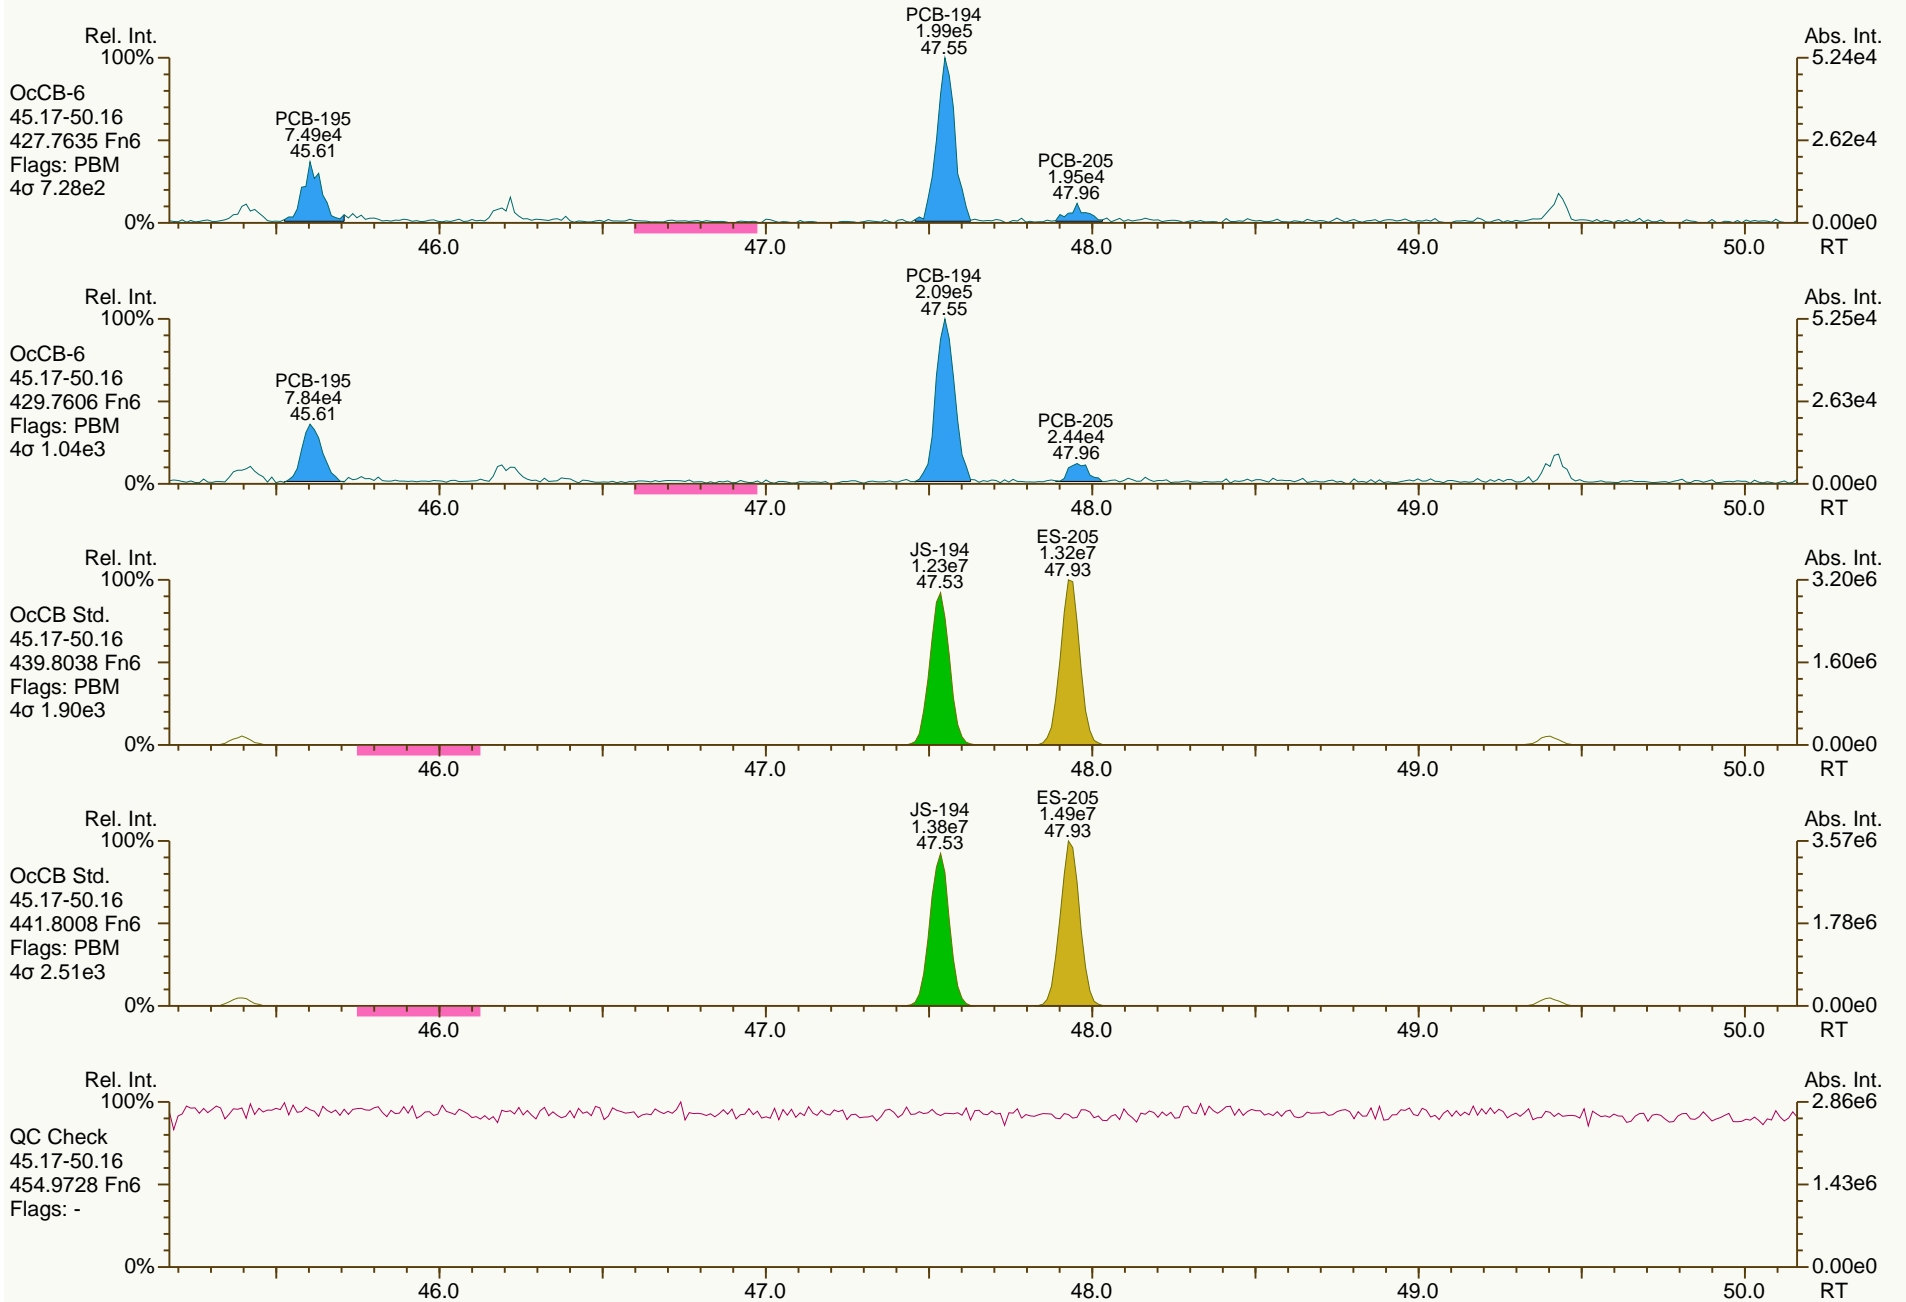 Rel. Int.
100%
0%
OcCB-6
45.17-50.16
427.7635 Fn6
Flags: PBM
4σ 7.28e2
PCB-195
7.49e4
45.61
PCB-194
1.99e5
47.55
PCB-205
1.95e4
47.96
Abs. Int.
5.24e4
2.62e4
0.00e0
46.0 47.0 48.0 49.0 50.0 RT
Rel. Int.
100%
0%
OcCB-6
45.17-50.16
429.7606 Fn6
Flags: PBM
4σ 1.04e3
PCB-195
7.84e4
45.61
PCB-194
2.09e5
47.55
PCB-205
2.44e4
47.96
Abs. Int.
5.25e4
2.63e4
0.00e0
46.0 47.0 48.0 49.0 50.0 RT
Rel. Int.
100%
0%
OcCB Std.
45.17-50.16
439.8038 Fn6
Flags: PBM
4σ 1.90e3
JS-194
1.23e7
47.53
ES-205
1.32e7
47.93
Abs. Int.
3.20e6
1.60e6
0.00e0
46.0 47.0 48.0 49.0 50.0 RT
Rel. Int.
100%
0%
OcCB Std.
45.17-50.16
441.8008 Fn6
Flags: PBM
4σ 2.51e3
JS-194
1.38e7
47.53
ES-205
1.49e7
47.93
Abs. Int.
3.57e6
1.78e6
0.00e0
46.0 47.0 48.0 49.0 50.0 RT
Rel. Int.
100%
0%
QC Check
45.17-50.16
454.9728 Fn6
Flags: -
Abs. Int.
2.86e6
1.43e6
0.00e0
46.0 47.0 48.0 49.0 50.0 RT